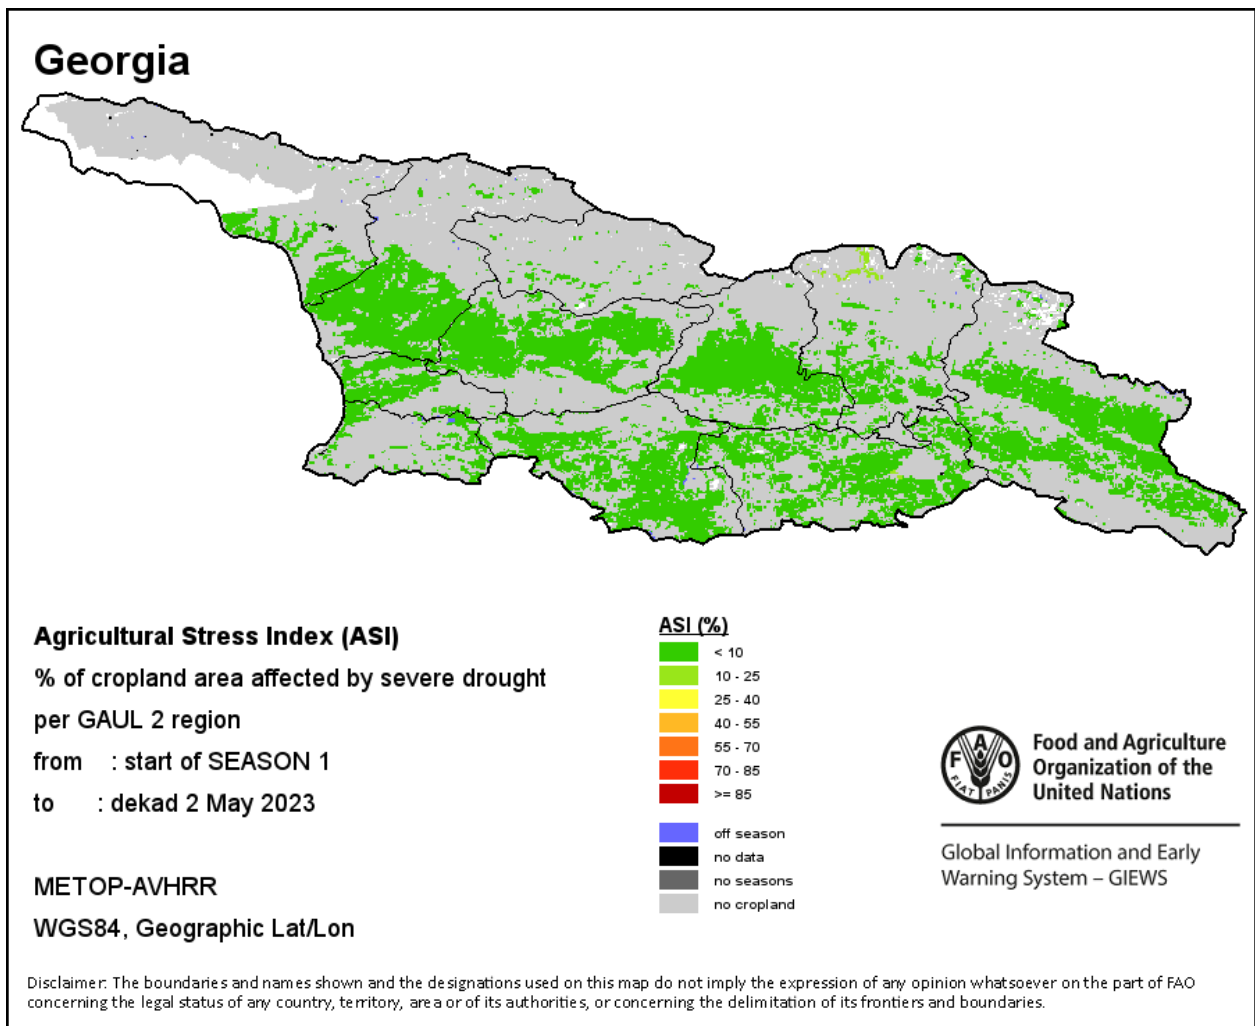 Georgia
Agricultural Stress Index (ASI)
% of cropland area affected by severe drought
per GAUL 2 region
from : start of SEASON 1
to : dekad 2 May 2023
METOP-AVHRR
WGS84, Geographic Lat/Lon
ASI (%)
< 10
10 - 25
25 - 40
40 - 55
55 - 70
70 - 85
>= 85
off season
no data
no seasons
no cropland
F A O
FIAT PANIS
Food and Agriculture
Organization of the
United Nations
Global Information and Early
Warning System – GIEWS
Disclaimer: The boundaries and names shown and the designations used on this map do not imply the expression of any opinion whatsoever on the part of FAO
concerning the legal status of any country, territory, area or of its authorities, or concerning the delimitation of its frontiers and boundaries.